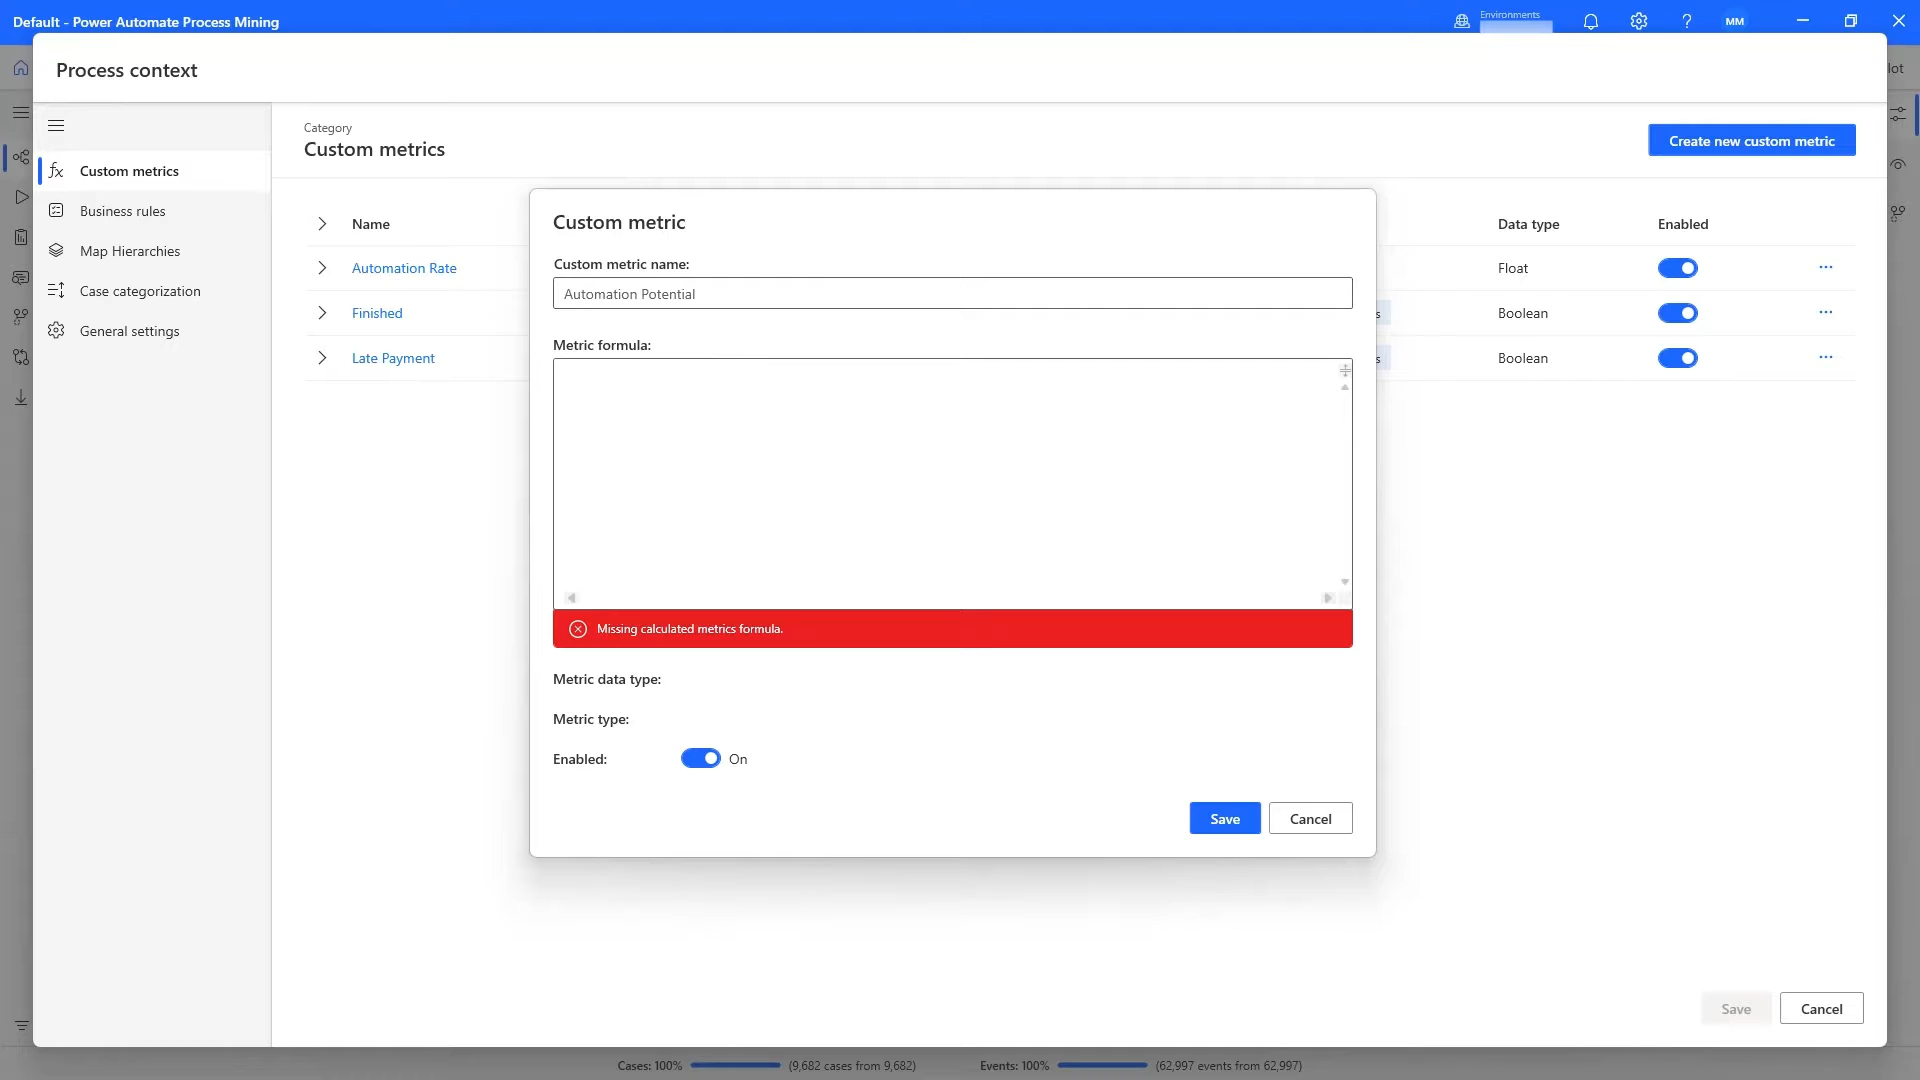 Default - Power Automate Process Mining
Environments
MM
Process context
lot
Custom metrics
Business rules
Map Hierarchies
Case categorization
General settings
Category
Custom metrics
Create new custom metric
Name
Data type
Enabled
Automation Rate
Float
Finished
s
Boolean
Late Payment
s
Boolean
Custom metric
Custom metric name:
Automation Potential
Metric formula:
Missing calculated metrics formula.
Metric data type:
Metric type:
Enabled:
On
Save
Cancel
Save
Cancel
Cases: 100%
(9,682 cases from 9,682)
Events: 100%
(62,997 events from 62,997)